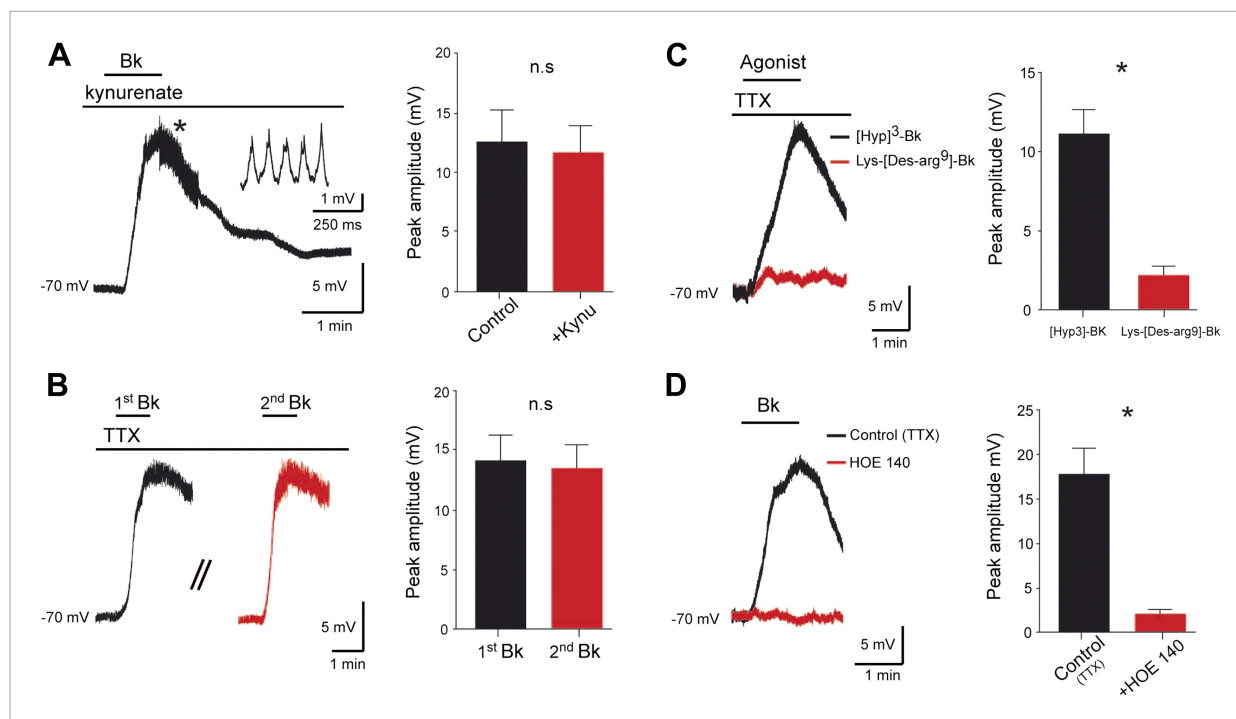 A
Bk
kynurenate
*
1 mV
250 ms
-70 mV
5 mV
1 min
20
15
10
5
0
Peak amplitude (mV)
n.s
Control
+Kynu
B
1st Bk
2nd Bk
TTX
-70 mV
5 mV
1 min
20
15
10
5
0
Peak amplitude (mV)
n.s
1st Bk
2nd Bk
C
Agonist
TTX
[Hyp]3-Bk
Lys-[Des-arg9]-Bk
-70 mV
5 mV
1 min
15
10
5
0
Peak amplitude (mV)
*
[Hyp3]-BK
Lys-[Des-arg9]-Bk
D
Bk
Control (TTX)
HOE 140
-70 mV
5 mV
1 min
25
20
15
10
5
0
Peak amplitude mV)
*
Control
(TTX)
+HOE 140